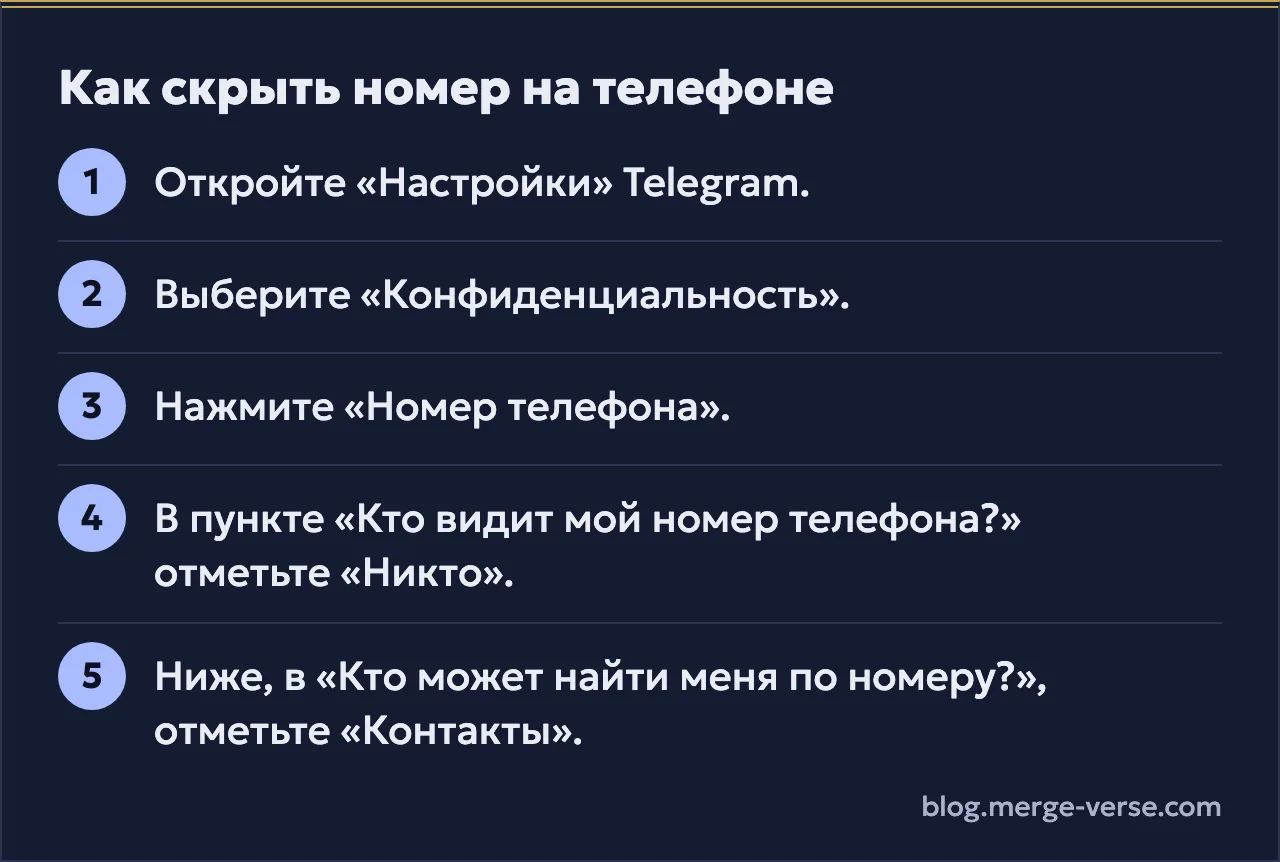 Как скрыть номер на телефоне
1 Откройте «Настройки» Telegram.
2 Выберите «Конфиденциальность».
3 Нажмите «Номер телефона».
4 В пункте «Кто видит мой номер телефона?»
отметьте «Никто».
5 Ниже, в «Кто может найти меня по номеру?»,
отметьте «Контакты».
blog.merge-verse.com